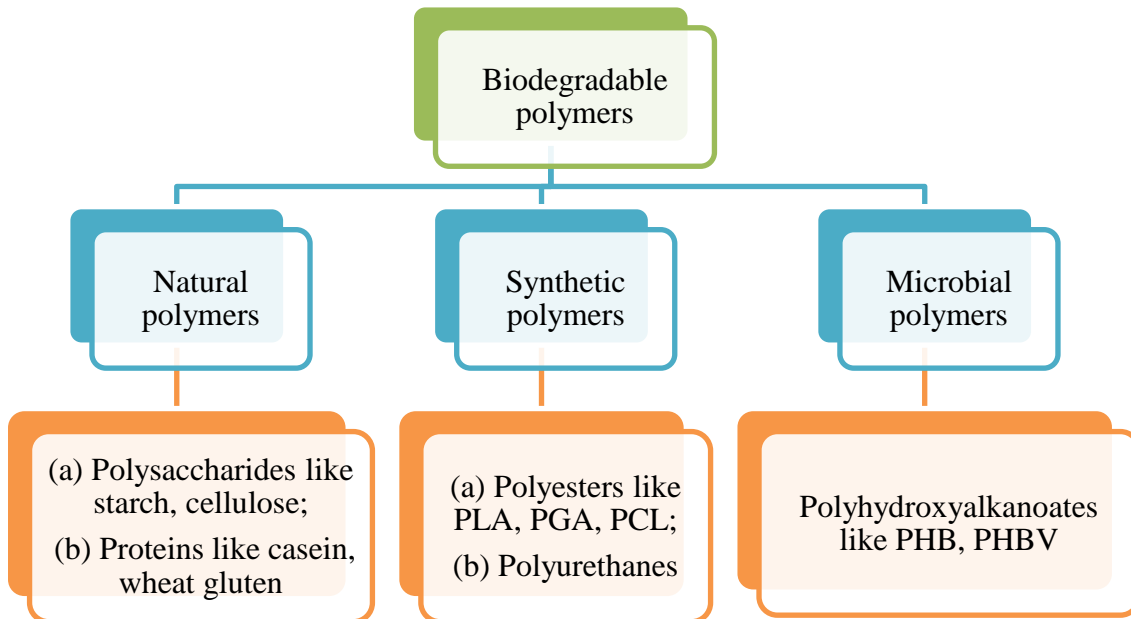 Biodegradable
polymers
Natural
polymers
Synthetic
polymers
Microbial
polymers
(a) Polysaccharides like
starch, cellulose;
(b) Proteins like casein,
wheat gluten
(a) Polyesters like
PLA, PGA, PCL;
(b) Polyurethanes
Polyhydroxyalkanoates
like PHB, PHBV